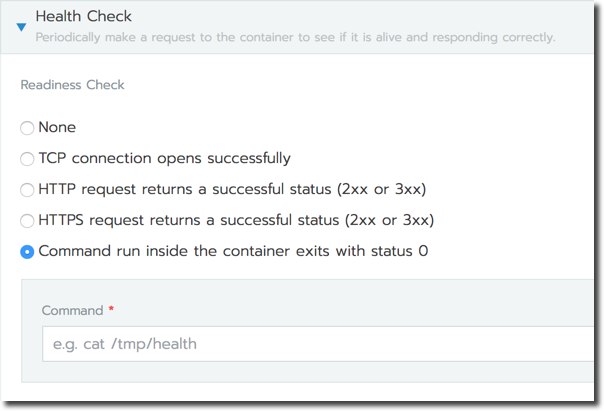 Health Check
Periodically make a request to the container to see if it is alive and responding correctly.
Readiness Check
None
TCP connection opens successfully
HTTP request returns a successful status (2xx or 3xx)
HTTPS request returns a successful status (2xx or 3xx)
Command run inside the container exits with status 0
Command *
e.g. cat /tmp/health